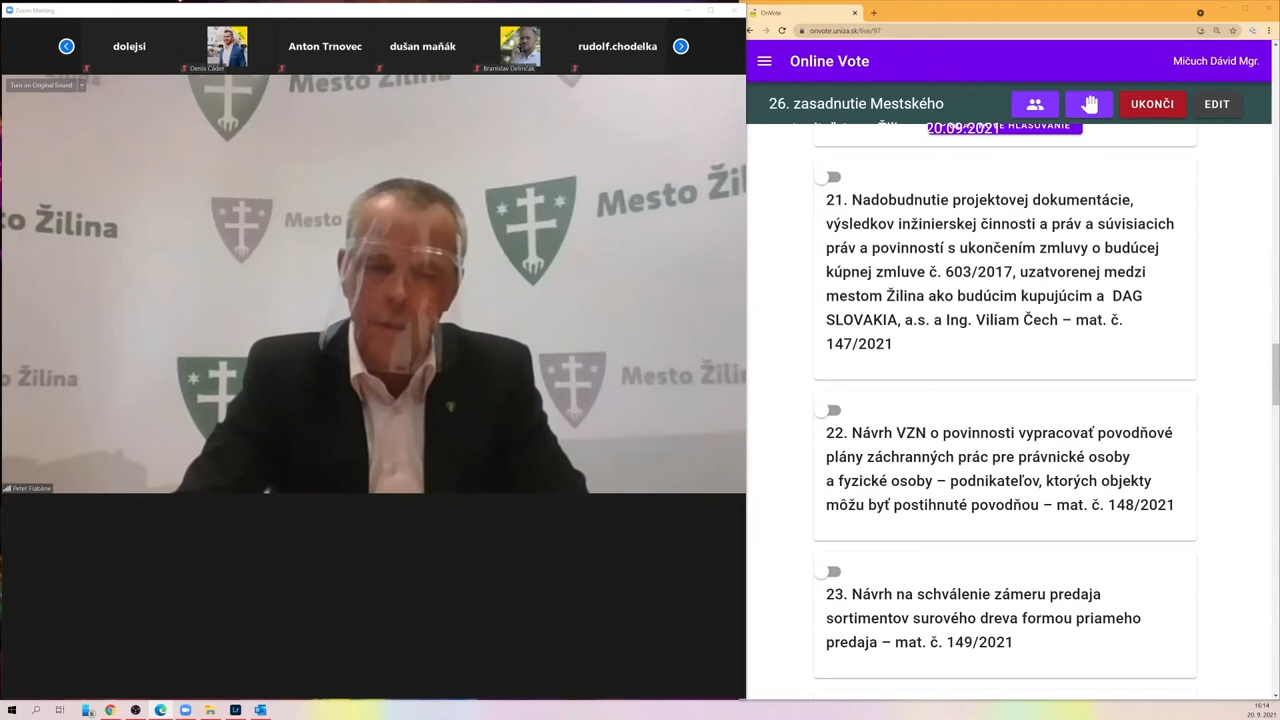 Zoom Meeting
dolejsi
Denis Cáder
Anton Trnovec
dušan maňák
Branislav Delinčák
rudolf.chodelka
Turn on Original Sound
Mesto Žilina
Mesto
Mesto Žil
to Žilina
sto Žilina
Mesto Žilin
Peter Fiabáne
OnVote
onvote.uniza.sk/live/97
Online Vote
Mičuch Dávid Mgr.
26. zasadnutie Mestského
20.09.2021
HLASOVANIE
UKONČI
EDIT
21. Nadobudnutie projektovej dokumentácie,
výsledkov inžinierskej činnosti a práv a súvisiacich
práv a povinností s ukončením zmluvy o budúcej
kúpnej zmluve č. 603/2017, uzatvorenej medzi
mestom Žilina ako budúcim kupujúcim a DAG
SLOVAKIA, a.s. a Ing. Viliam Čech – mat. č.
147/2021
22. Návrh VZN o povinnosti vypracovať povodňové
plány záchranných prác pre právnické osoby
a fyzické osoby – podnikateľov, ktorých objekty
môžu byť postihnuté povodňou – mat. č. 148/2021
23. Návrh na schválenie zámeru predaja
sortimentov surového dreva formou priameho
predaja – mat. č. 149/2021
16:14
20. 9. 2021